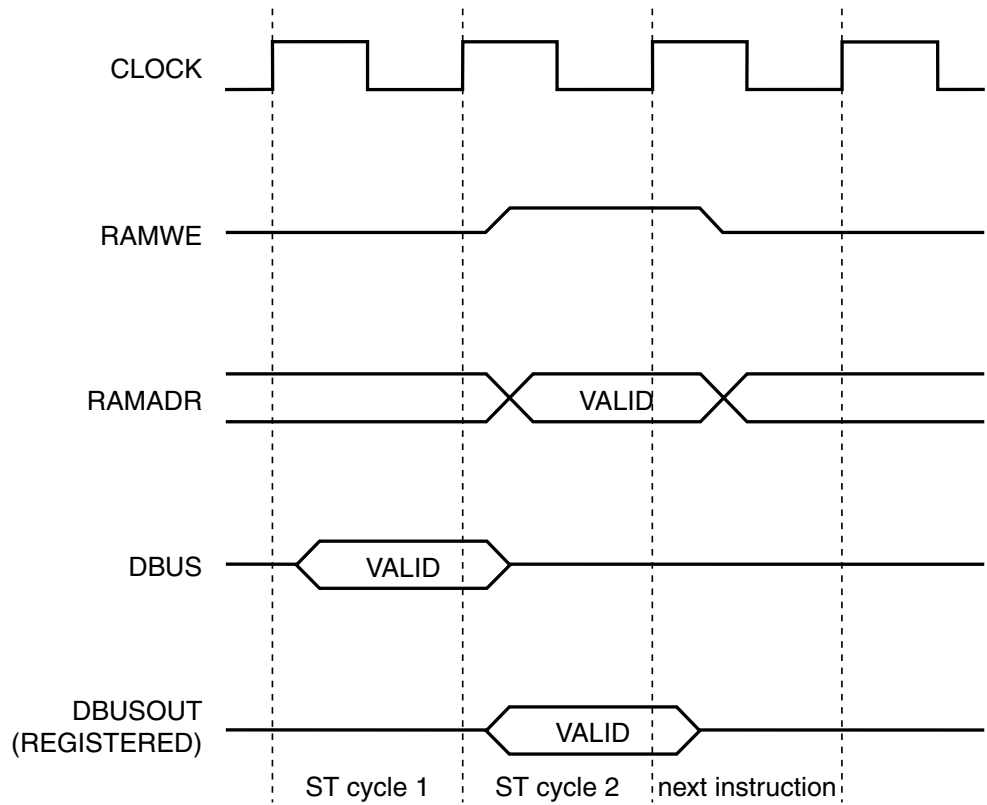 CLOCK
RAMWE
RAMADR
VALID
DBUS
VALID
DBUSOUT
(REGISTERED)
VALID
ST cycle 1
ST cycle 2
next instruction